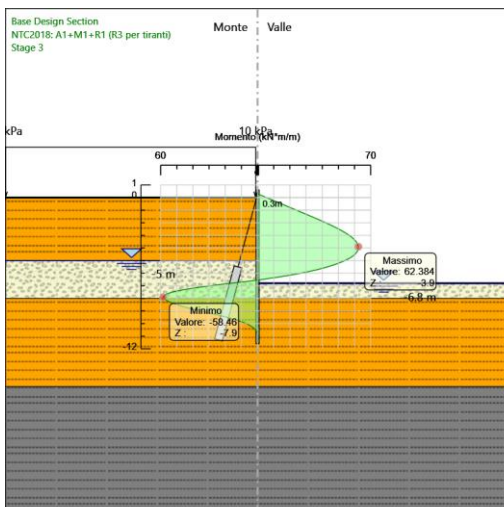 Base Design Section
NTC2018: A1+M1+R1 (R3 per tiranti)
Stage 3
Monte
Valle
kPa
10 kPa
Momento (kN*m/m)
60
70
1
0
0.3m
-5 m
Massimo
Valore: 62.384
Z : -3.9
-6.8 m
Minimo
Valore: -58.46
Z : -7.9
-12